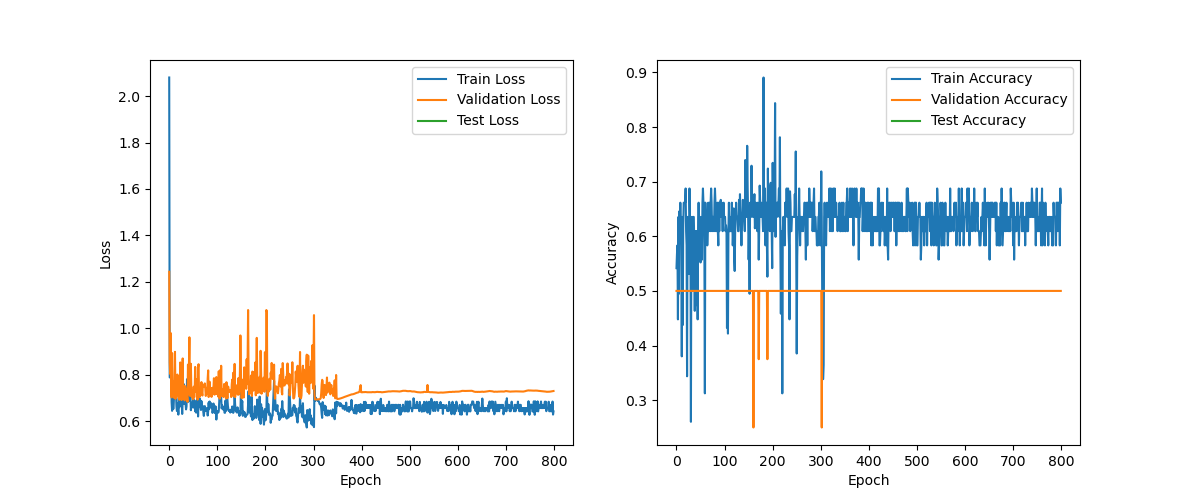 Train Loss
Validation Loss
Test Loss
2.0
1.8
1.6
1.4
1.2
1.0
0.8
0.6
Loss
0 100 200 300 400 500 600 700 800
Epoch
Train Accuracy
Validation Accuracy
Test Accuracy
0.9
0.8
0.7
0.6
0.5
0.4
0.3
Accuracy
0 100 200 300 400 500 600 700 800
Epoch